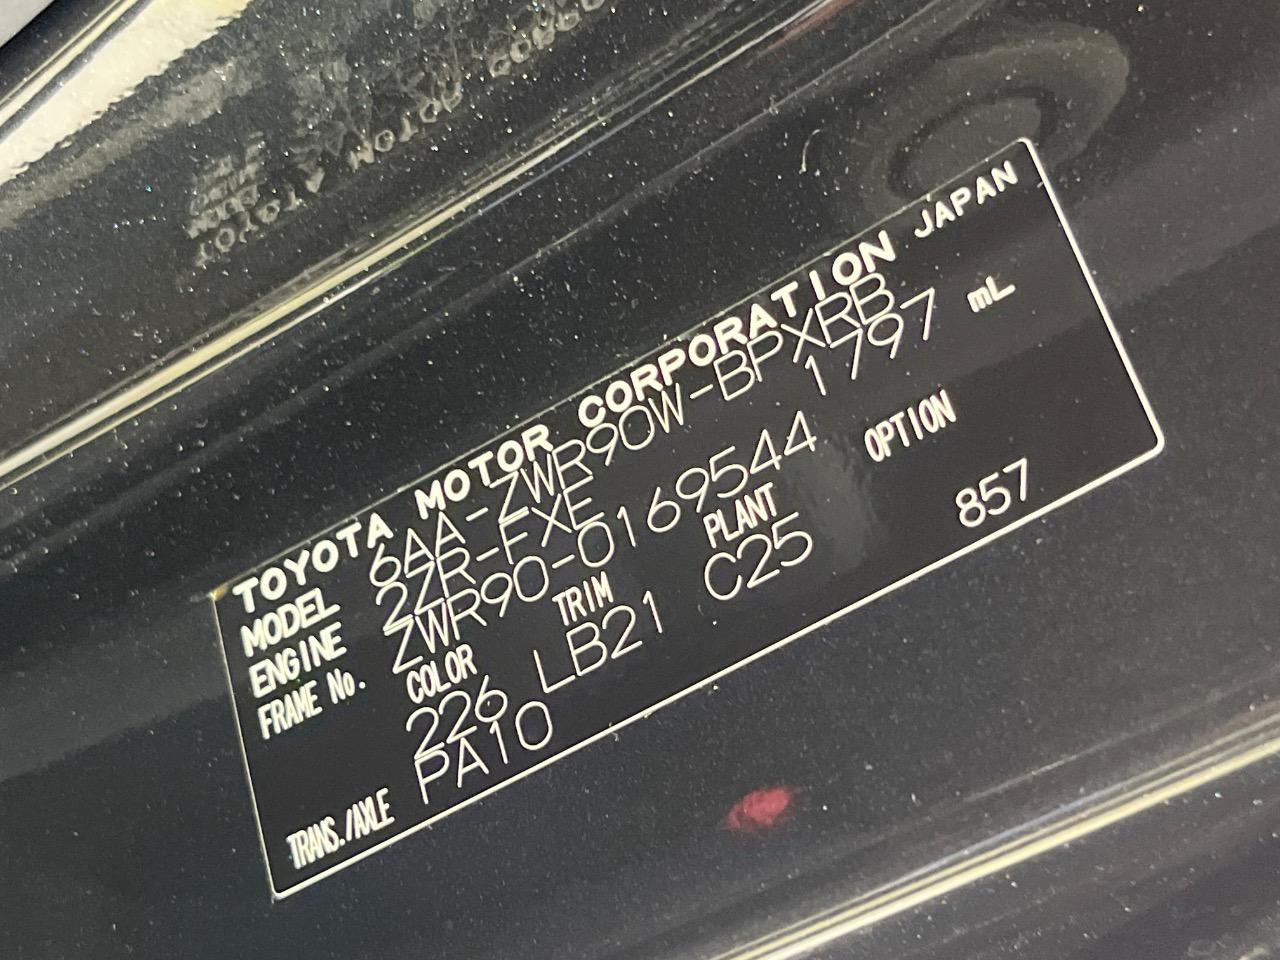 TOYOTA MOTOR CORPORATION JAPAN
MODEL 6AA-ZWR90W-BPXRB
ENGINE 2ZR-FXE 1797 mL
FRAME No. ZWR90-0169544
COLOR TRIM PLANT OPTION
226 LB21 C25 857
TRANS./AXLE PA10